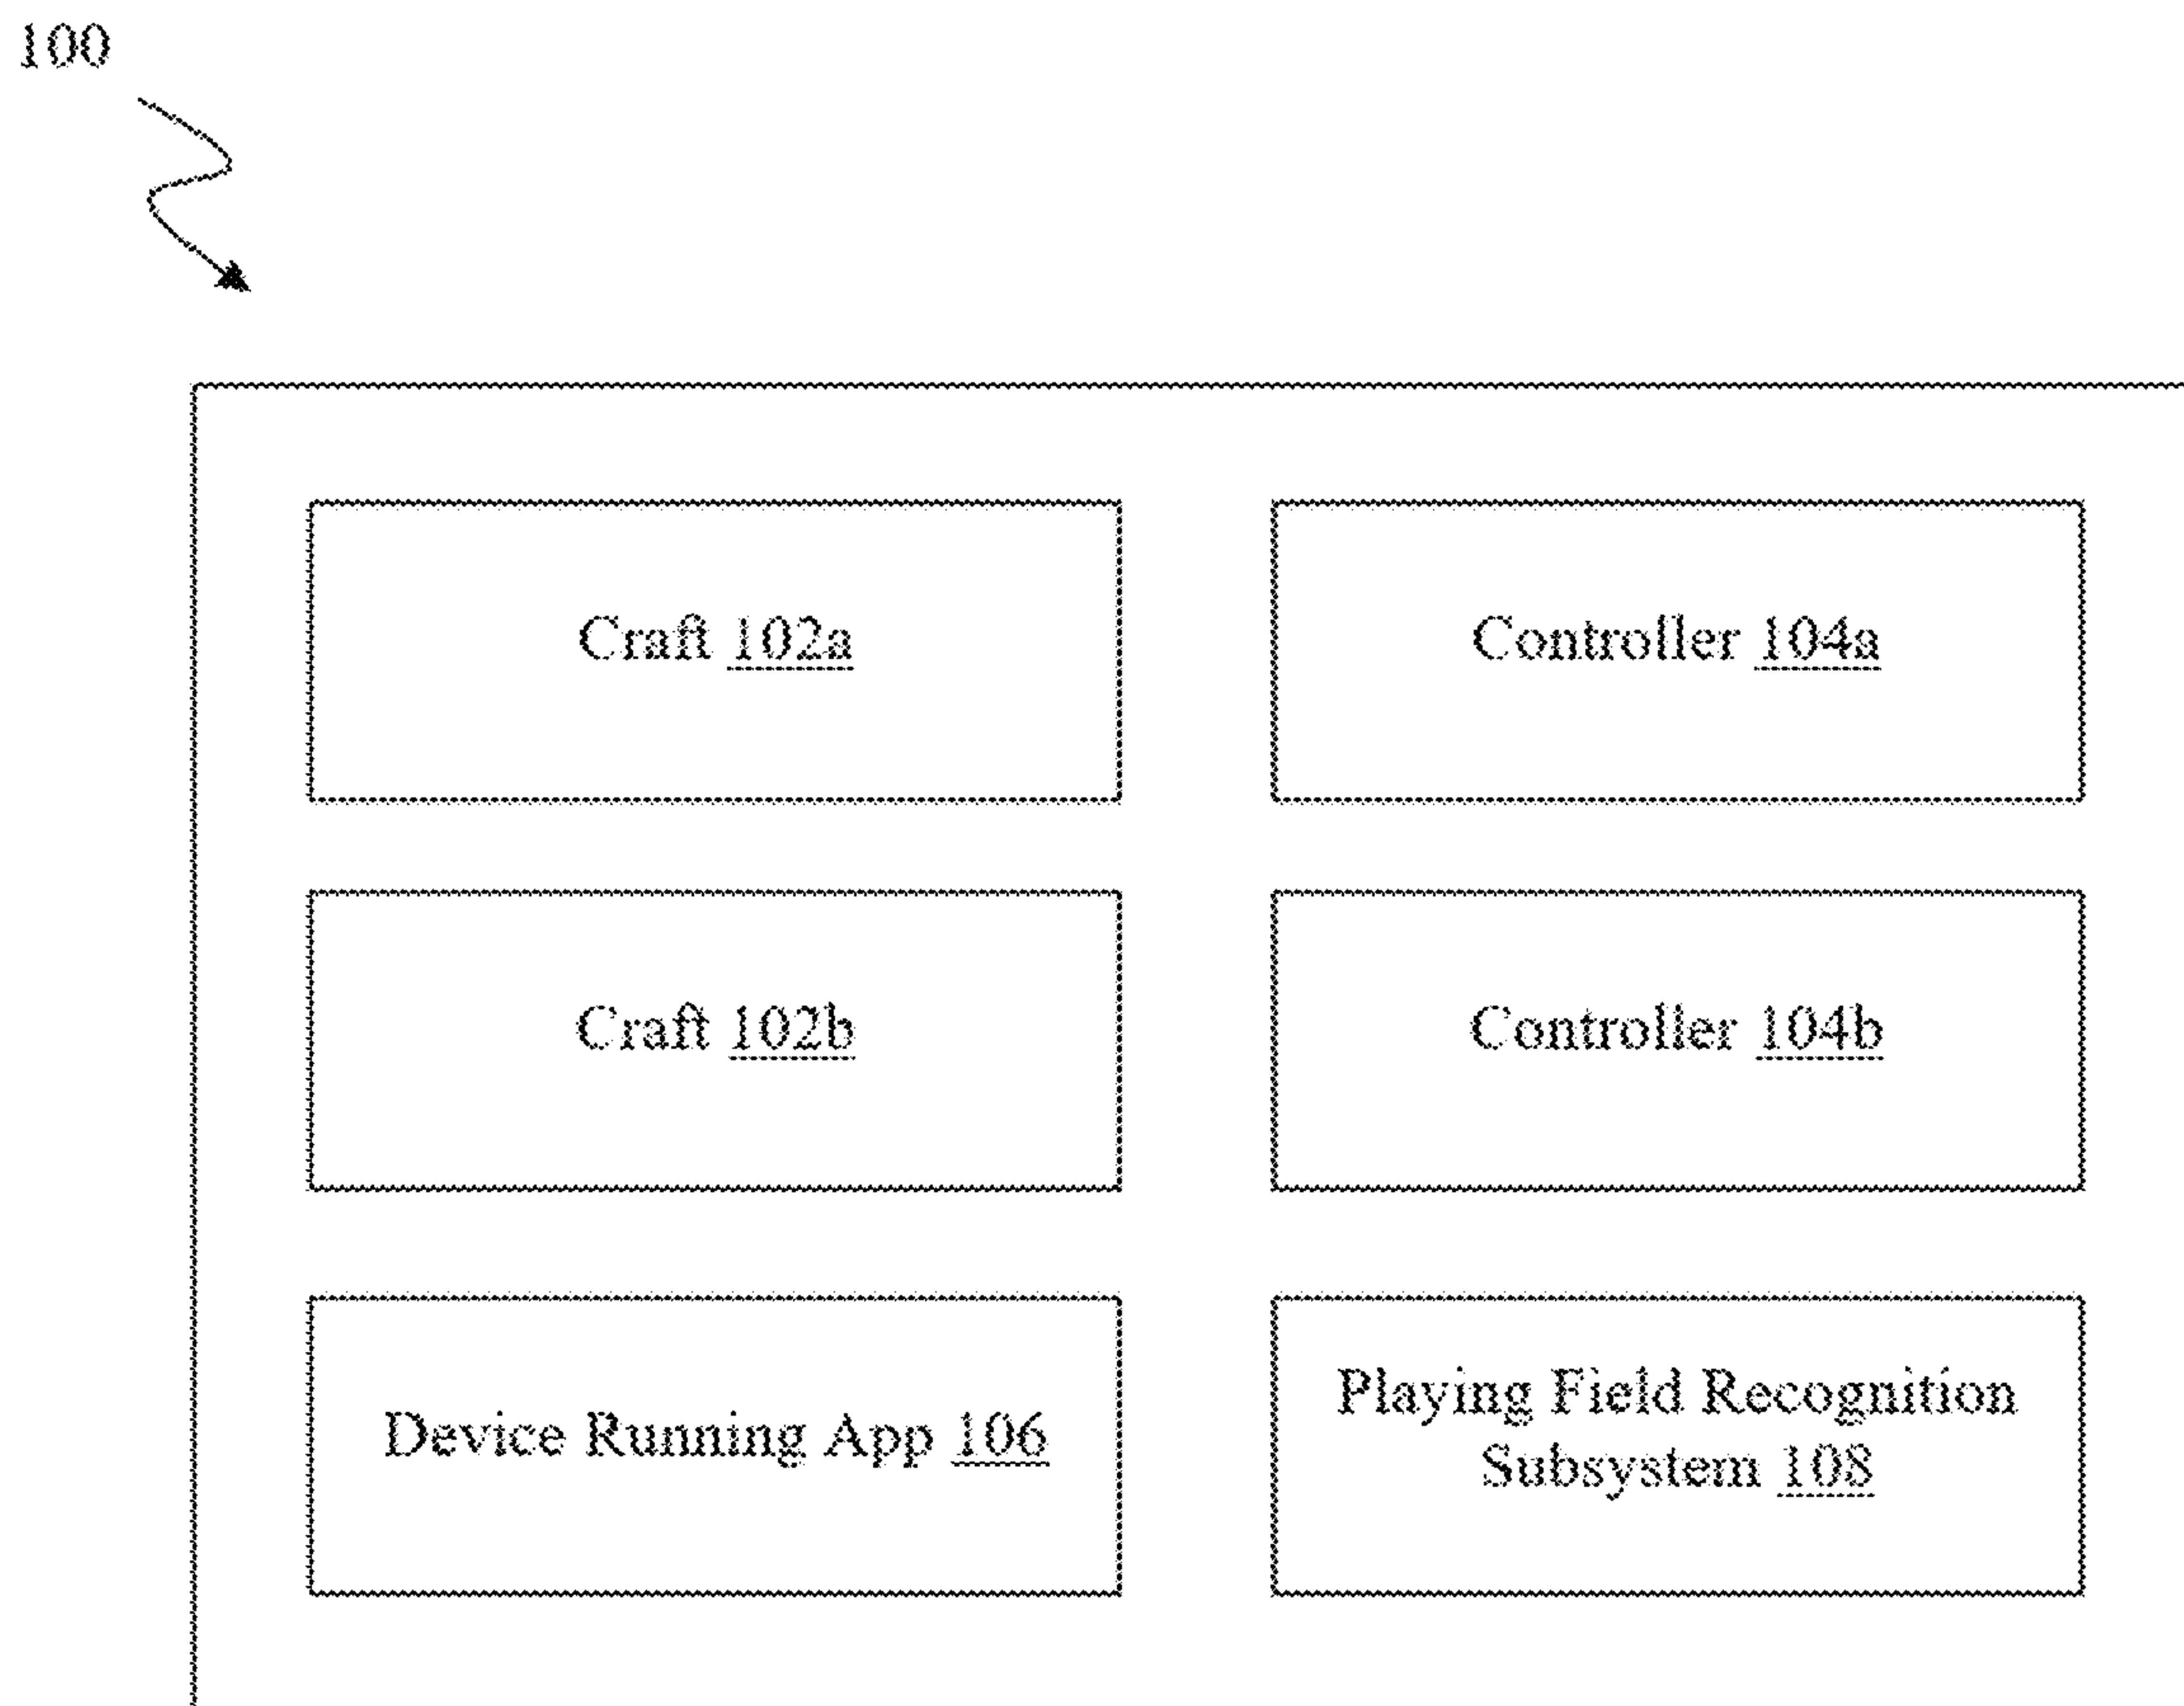 100
Craft 102a
Controller 104a
Craft 102b
Controller 104b
Device Running App 106
Playing Field Recognition
Subsystem 108